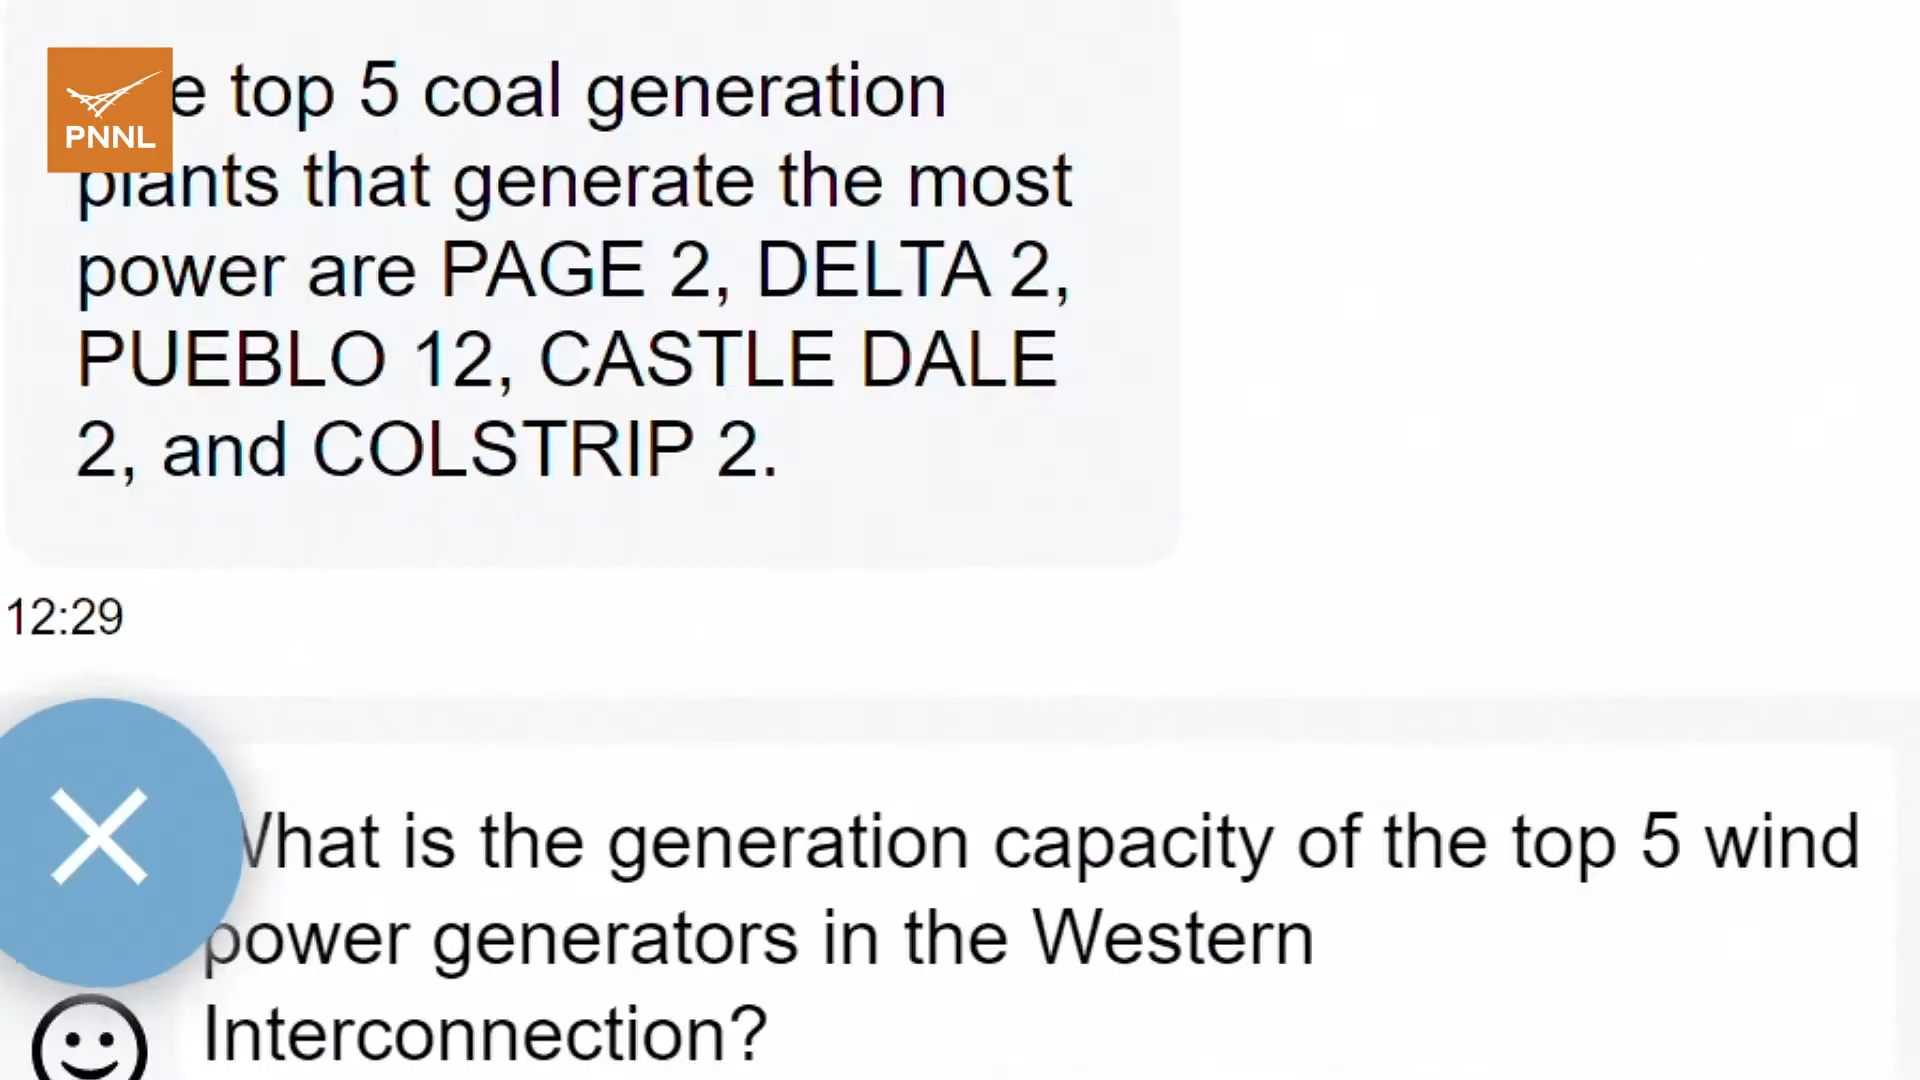 PNNL
top 5 coal generation
plants that generate the most
power are PAGE 2, DELTA 2,
PUEBLO 12, CASTLE DALE
2, and COLSTRIP 2.
12:29
What is the generation capacity of the top 5 wind
power generators in the Western
Interconnection?